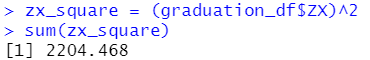 > zx_square = (graduation_df$ZX)^2
> sum(zx_square)
[1] 2204.468